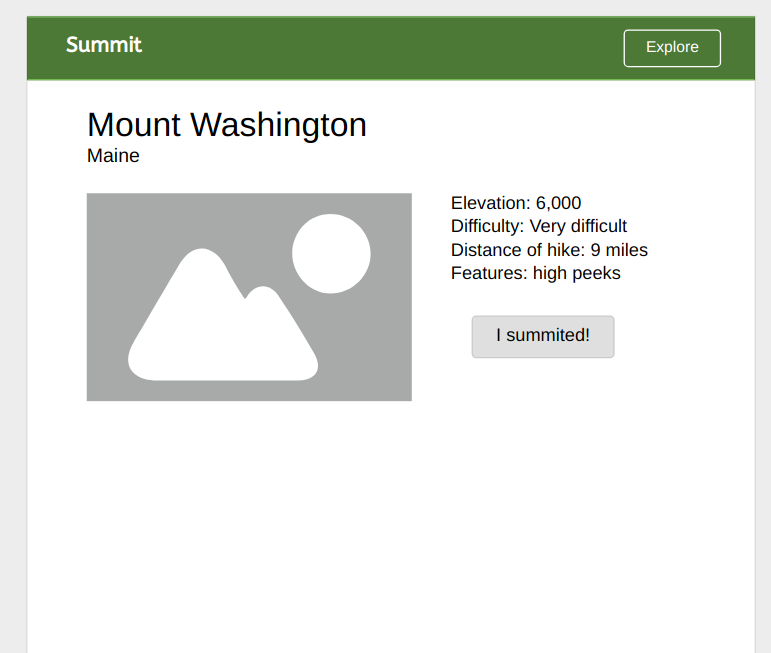 Summit
Explore
Mount Washington
Maine
Elevation: 6,000
Difficulty: Very difficult
Distance of hike: 9 miles
Features: high peeks
I summited!